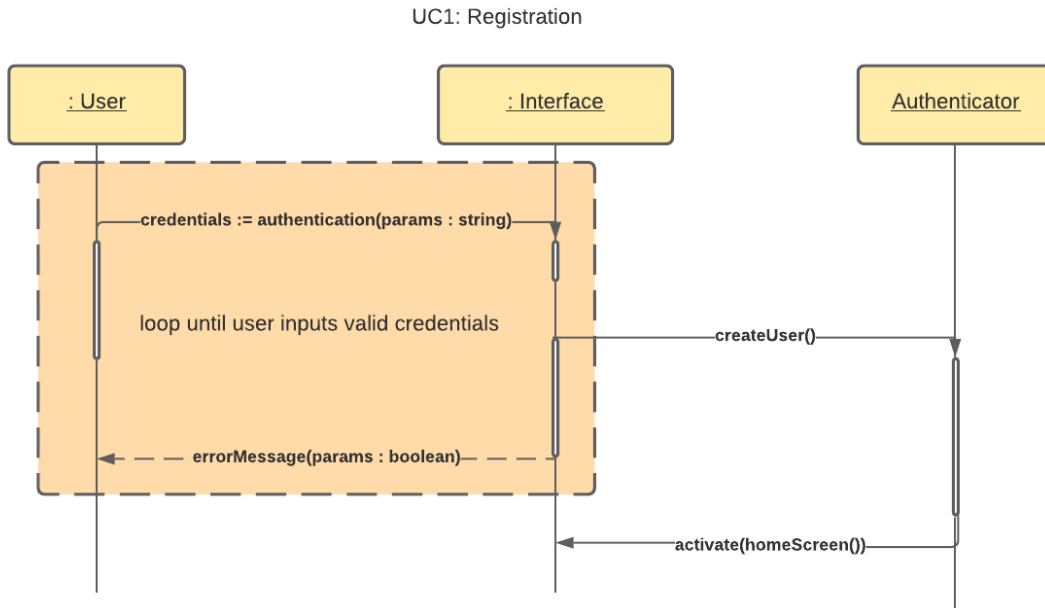 UC1: Registration
: User
: Interface
Authenticator
credentials := authentication(params : string)
loop until user inputs valid credentials
createUser()
errorMessage(params : boolean)
activate(homeScreen())